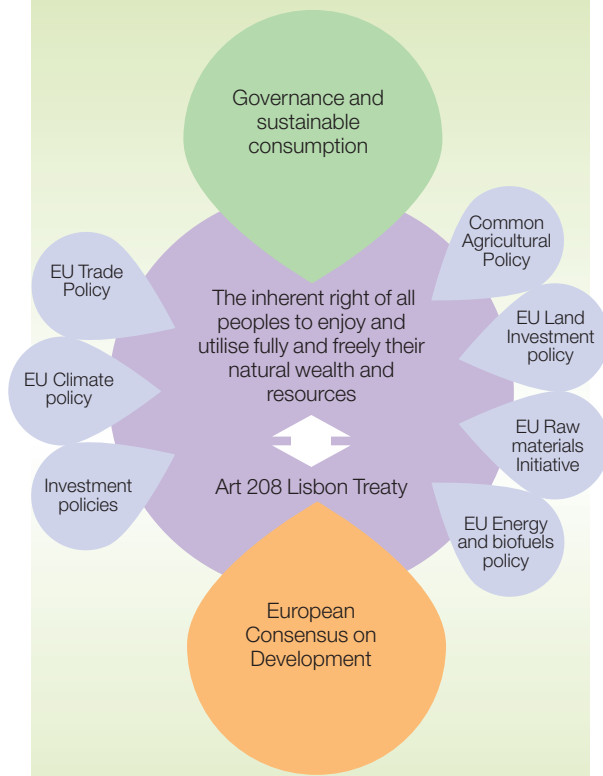 Governance and
sustainable
consumption
EU Trade
Policy
EU Climate
policy
Investment
policies
The inherent right of all
peoples to enjoy and
utilise fully and freely their
natural wealth and
resources
Art 208 Lisbon Treaty
Common
Agricultural
Policy
EU Land
Investment
policy
EU Raw
materials
Initiative
EU Energy
and biofuels
policy
European
Consensus on
Development